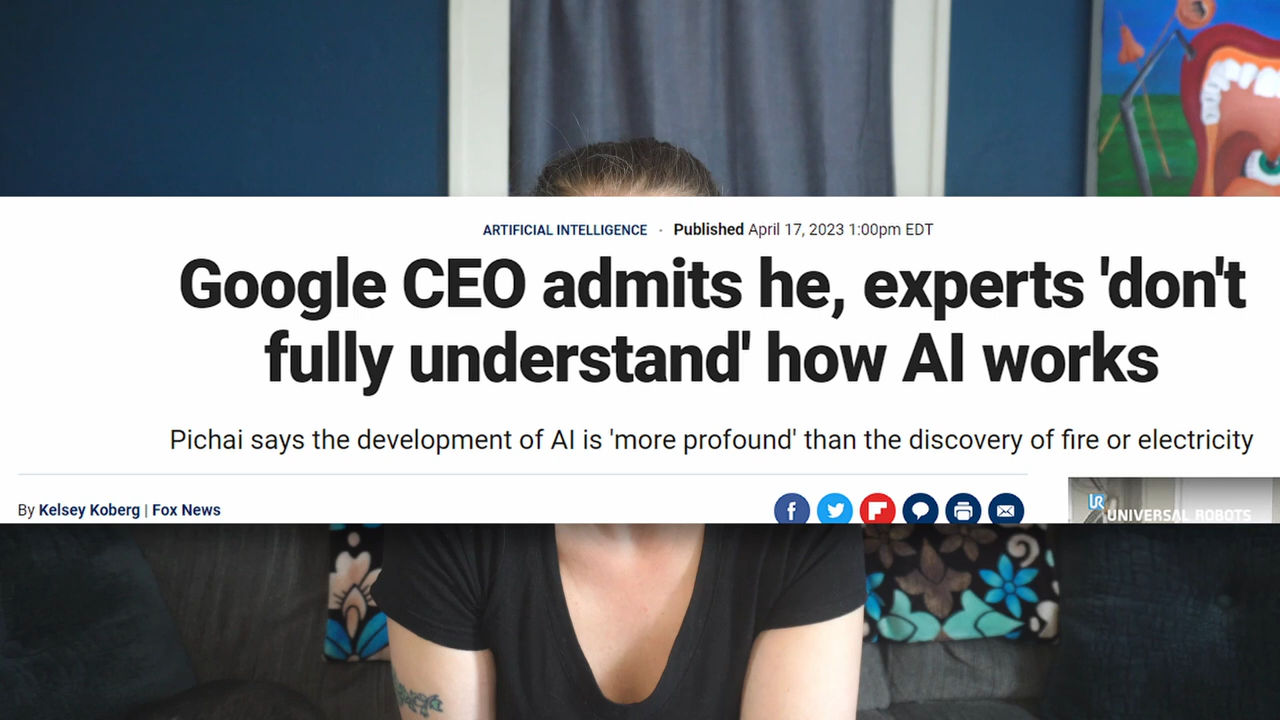 ARTIFICIAL INTELLIGENCE · Published April 17, 2023 1:00pm EDT
Google CEO admits he, experts 'don't
fully understand' how AI works
Pichai says the development of AI is 'more profound' than the discovery of fire or electricity
By Kelsey Koberg | Fox News
UR
UNIVERSAL ROBOTS